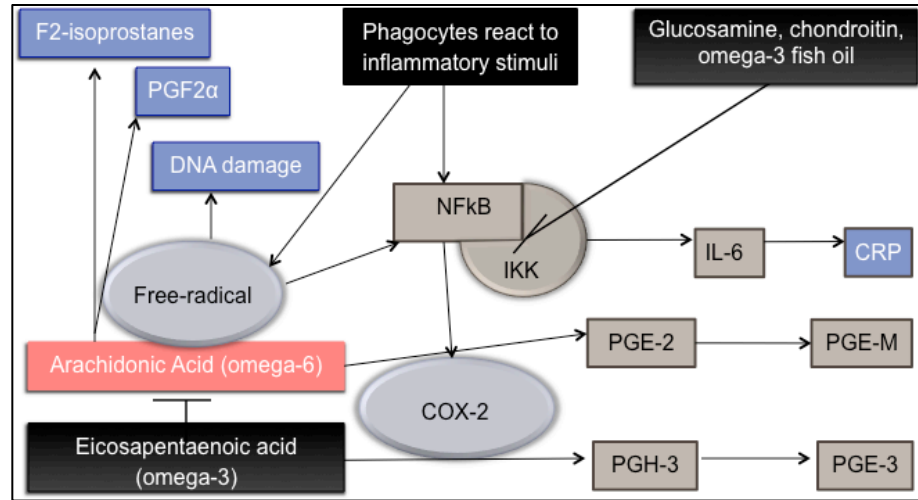 F2-isoprostanes
Phagocytes react to
inflammatory stimuli
Glucosamine, chondroitin,
omega-3 fish oil
PGF2α
DNA damage
NFkB
IKK
IL-6
CRP
Free-radical
Arachidonic Acid (omega-6)
PGE-2
PGE-M
COX-2
Eicosapentaenoic acid
(omega-3)
PGH-3
PGE-3